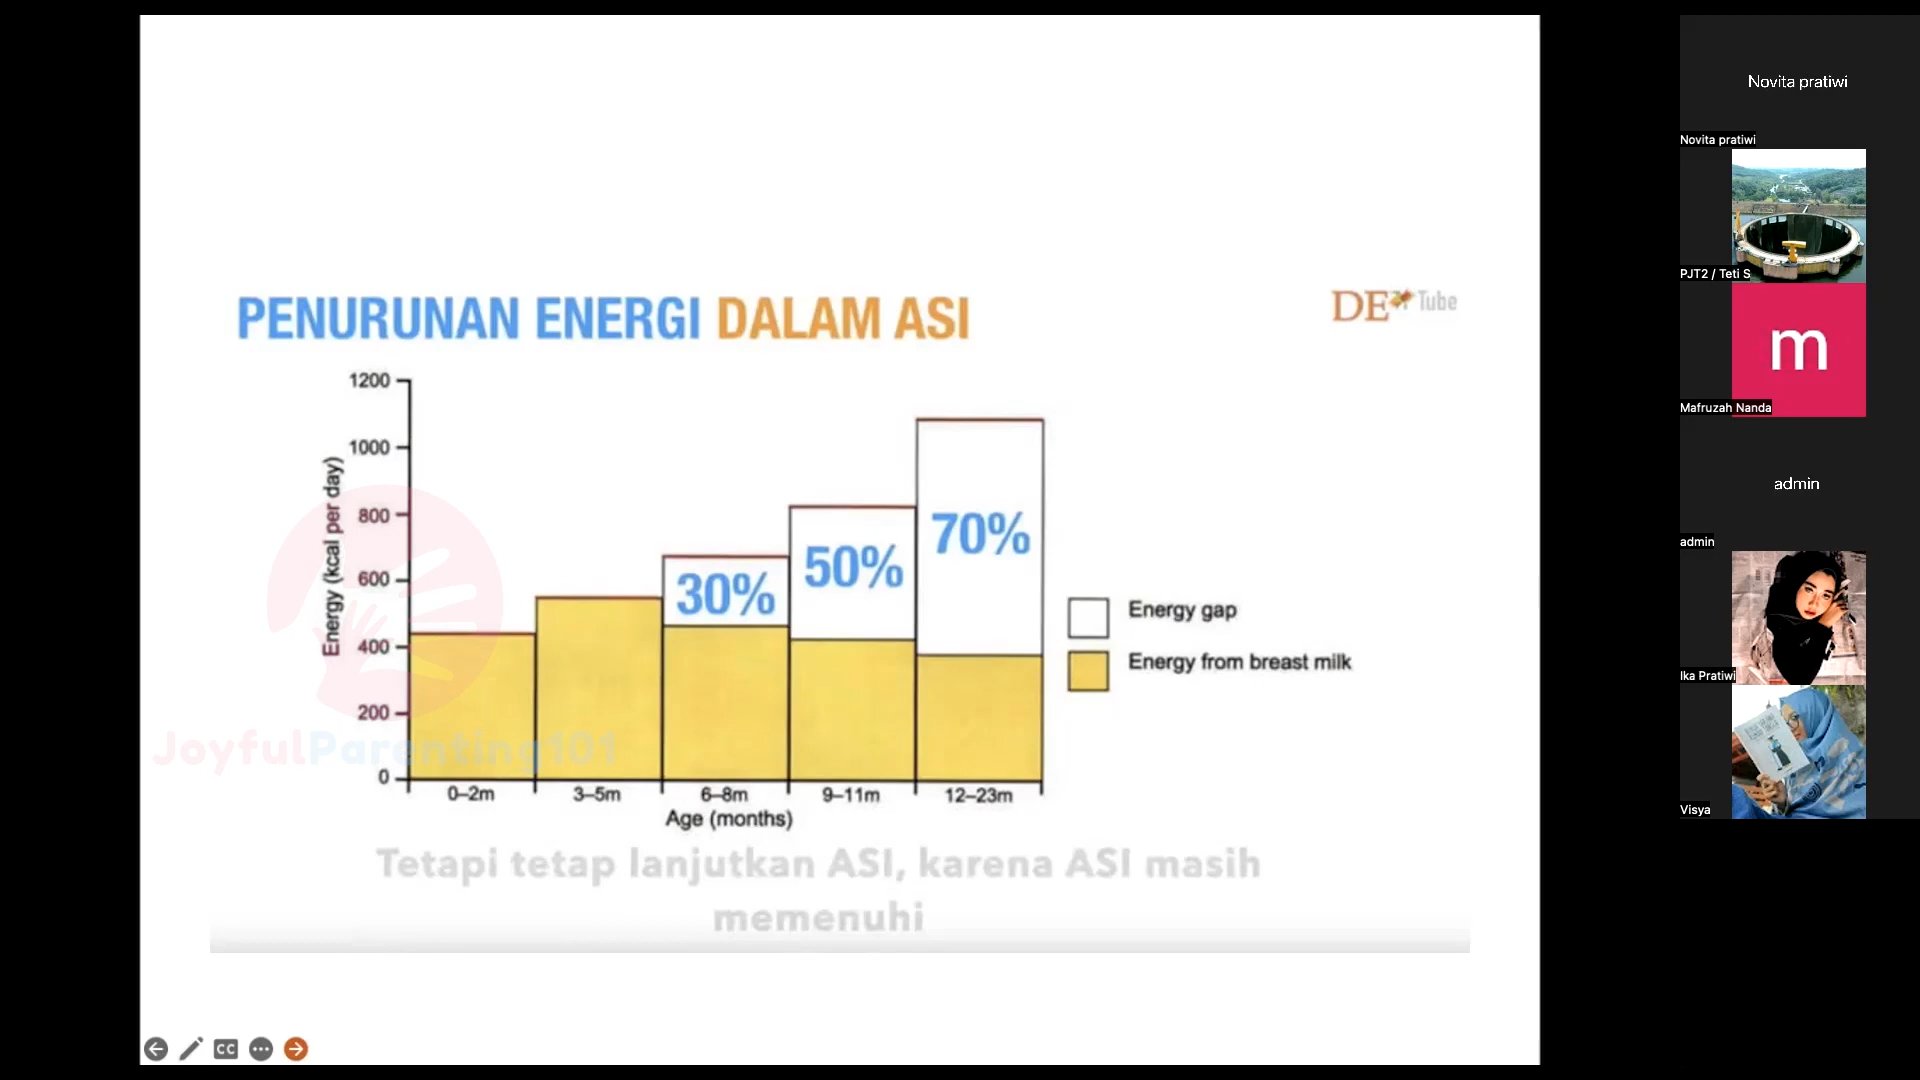 PENURUNAN ENERGI DALAM ASI
DE Tube
1200
1000
800
600
400
200
0
Energy (kcal per day)
30%
50%
70%
0–2m
3–5m
6–8m
9–11m
12–23m
Age (months)
Energy gap
Energy from breast milk
JoyfulParenting101
Tetapi tetap lanjutkan ASI, karena ASI masih
memenuhi
CC
Novita pratiwi
Novita pratiwi
PJT2 / Teti S
m
Mafruzah Nanda
admin
admin
Ika Pratiwi
Visya